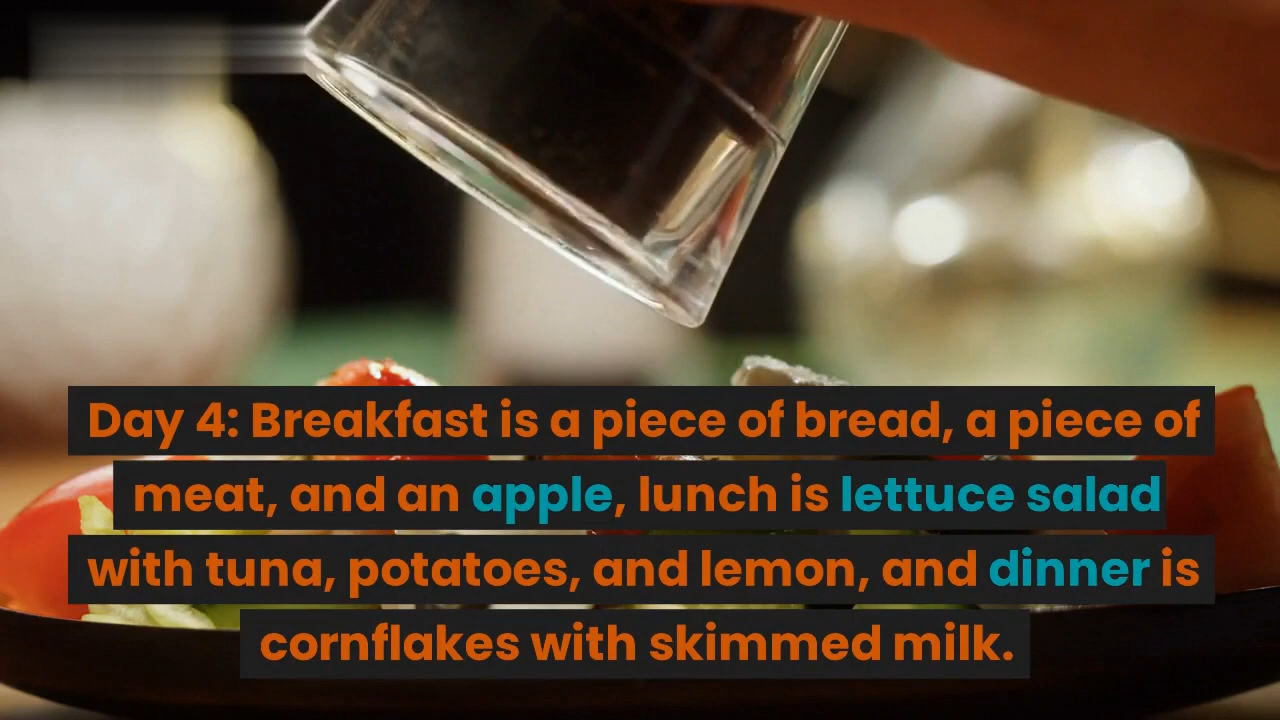 Day 4: Breakfast is a piece of bread, a piece of
meat, and an apple, lunch is lettuce salad
with tuna, potatoes, and lemon, and dinner is
cornflakes with skimmed milk.